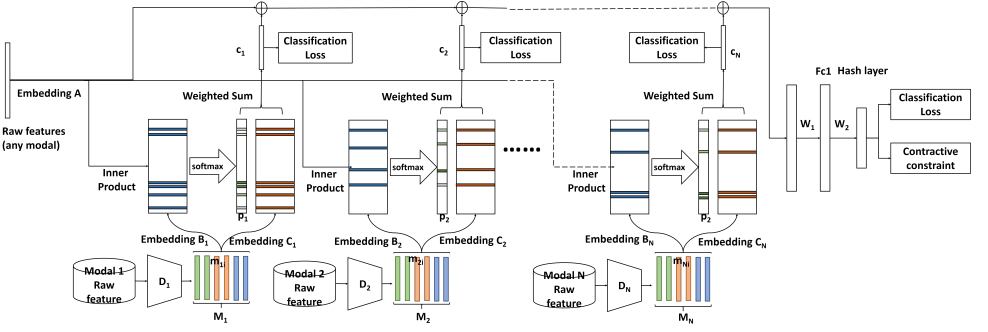 c1
Classification
Loss
c2
Classification
Loss
Classification
Loss
cN
Embedding A
Raw features
(any modal)
Weighted Sum
Weighted Sum
Weighted Sum
Fc1
Hash layer
W1
W2
Classification
Loss
Contractive
constraint
Inner
Product
softmax
p1
Inner
Product
softmax
p2
Inner
Product
softmax
p2
Embedding B1
Embedding C1
Embedding B2
Embedding C2
Embedding BN
Embedding CN
Modal 1
Raw
feature
D1
m1i
M1
Modal 2
Raw
feature
D2
m2i
M2
Modal N
Raw
feature
DN
mNi
MN